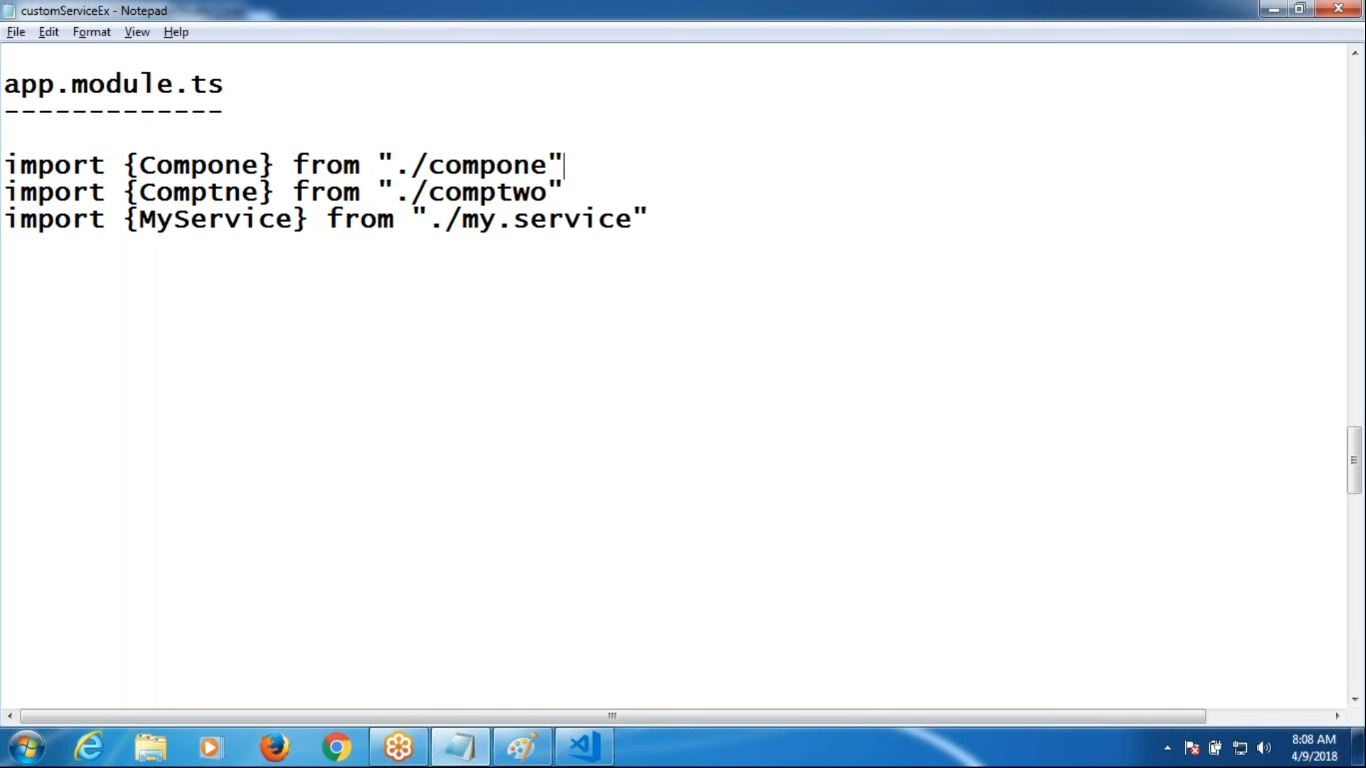 customServiceEx - Notepad
File Edit Format View Help
app.module.ts
-------------
import {Compone} from "./compone"
import {Comptne} from "./comptwo"
import {MyService} from "./my.service"
8:08 AM
4/9/2018